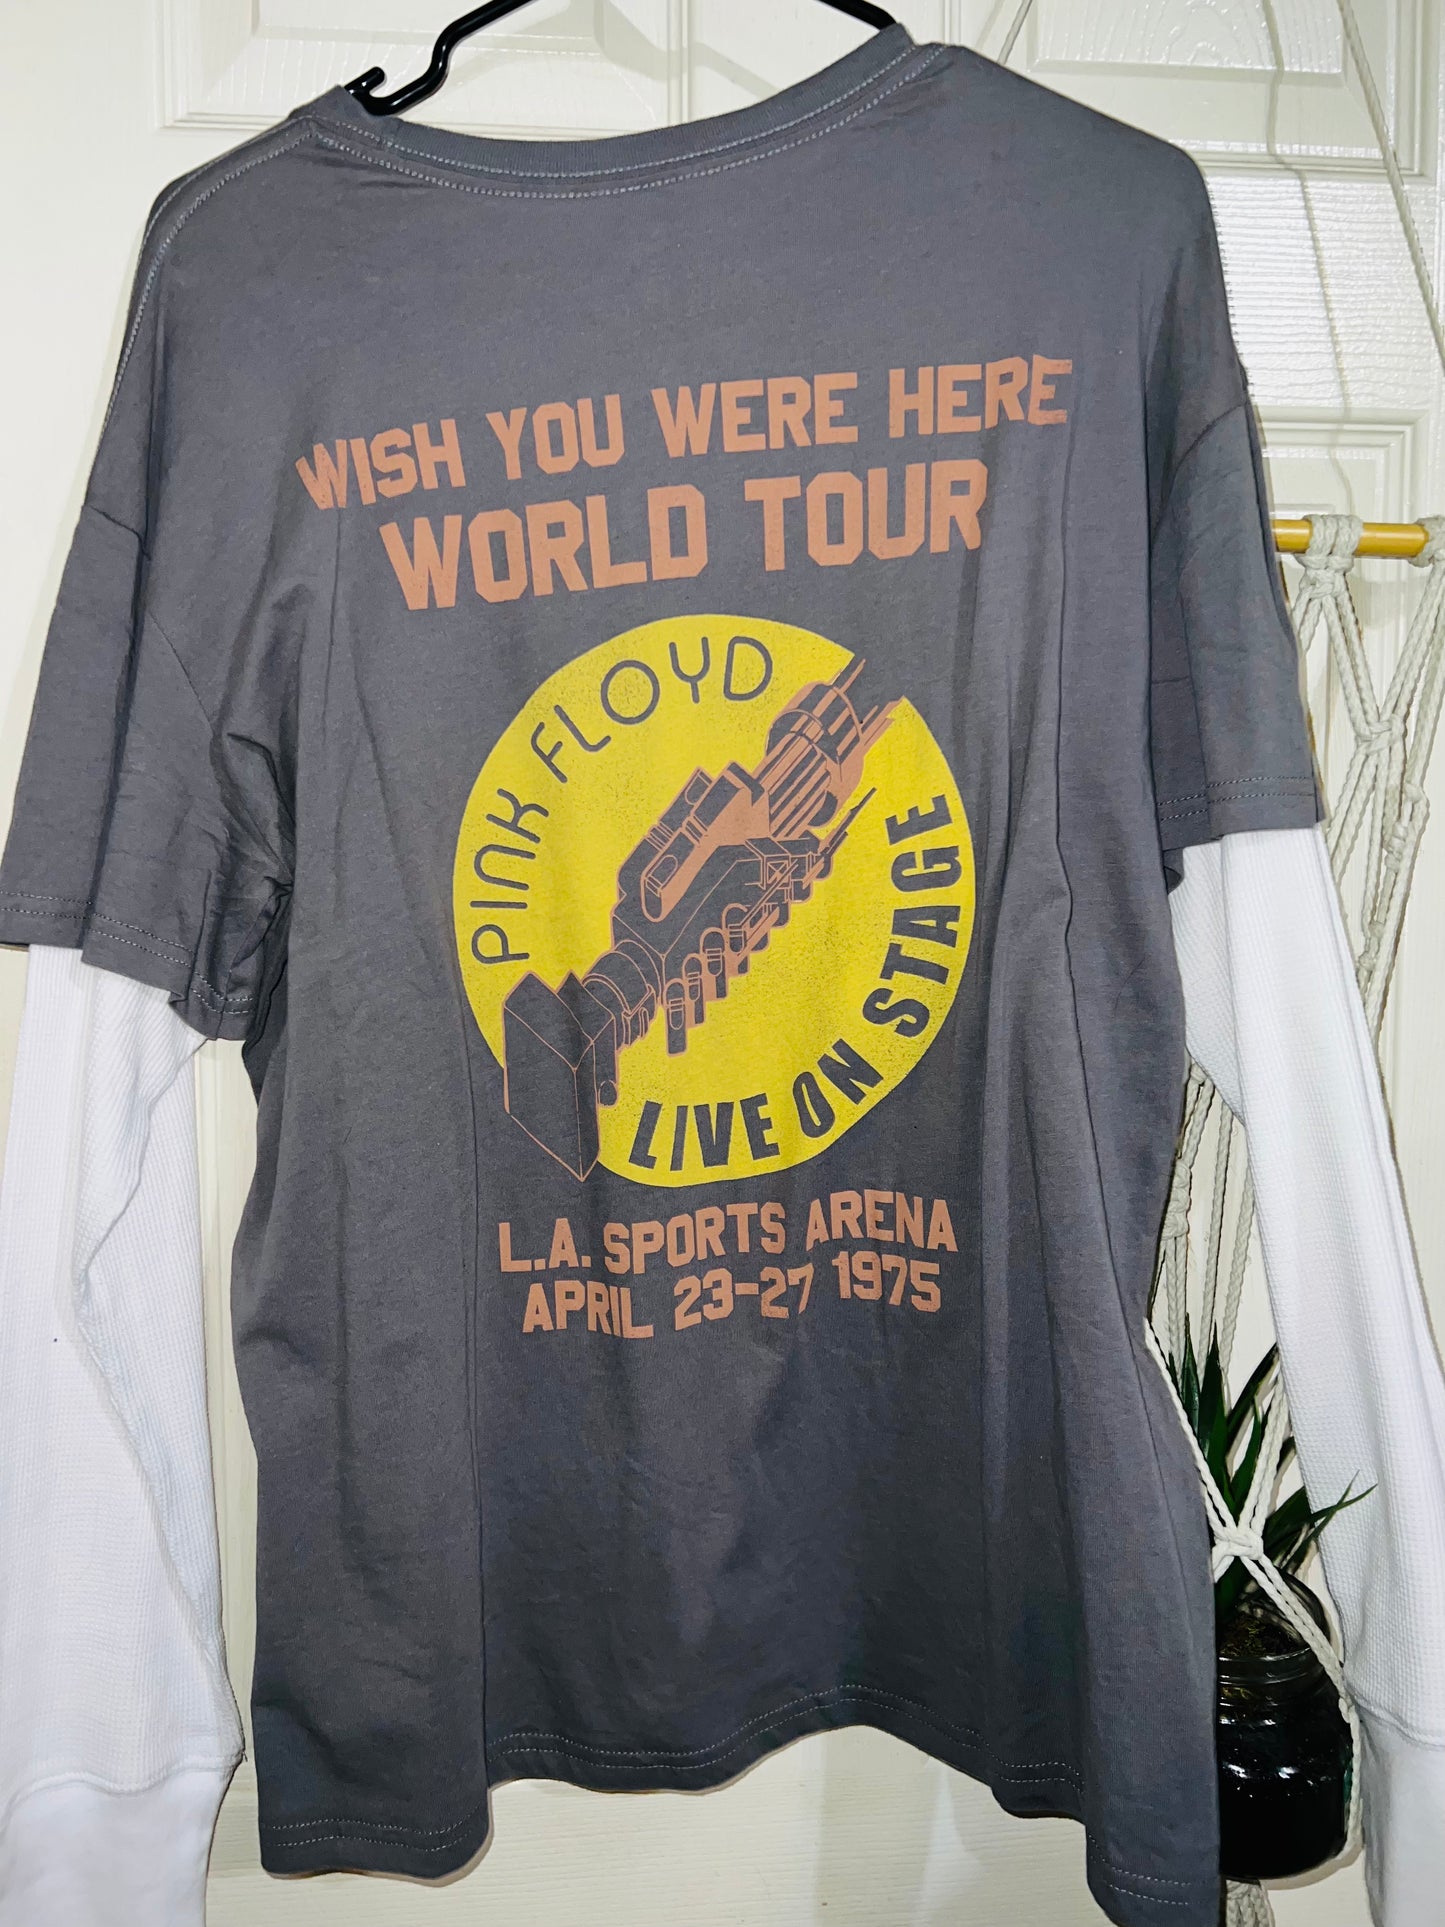 WISH YOU WERE HERE
WORLD TOUR
PINK FLOYD
LIVE ON STAGE
L.A. SPORTS ARENA
APRIL 23-27 1975